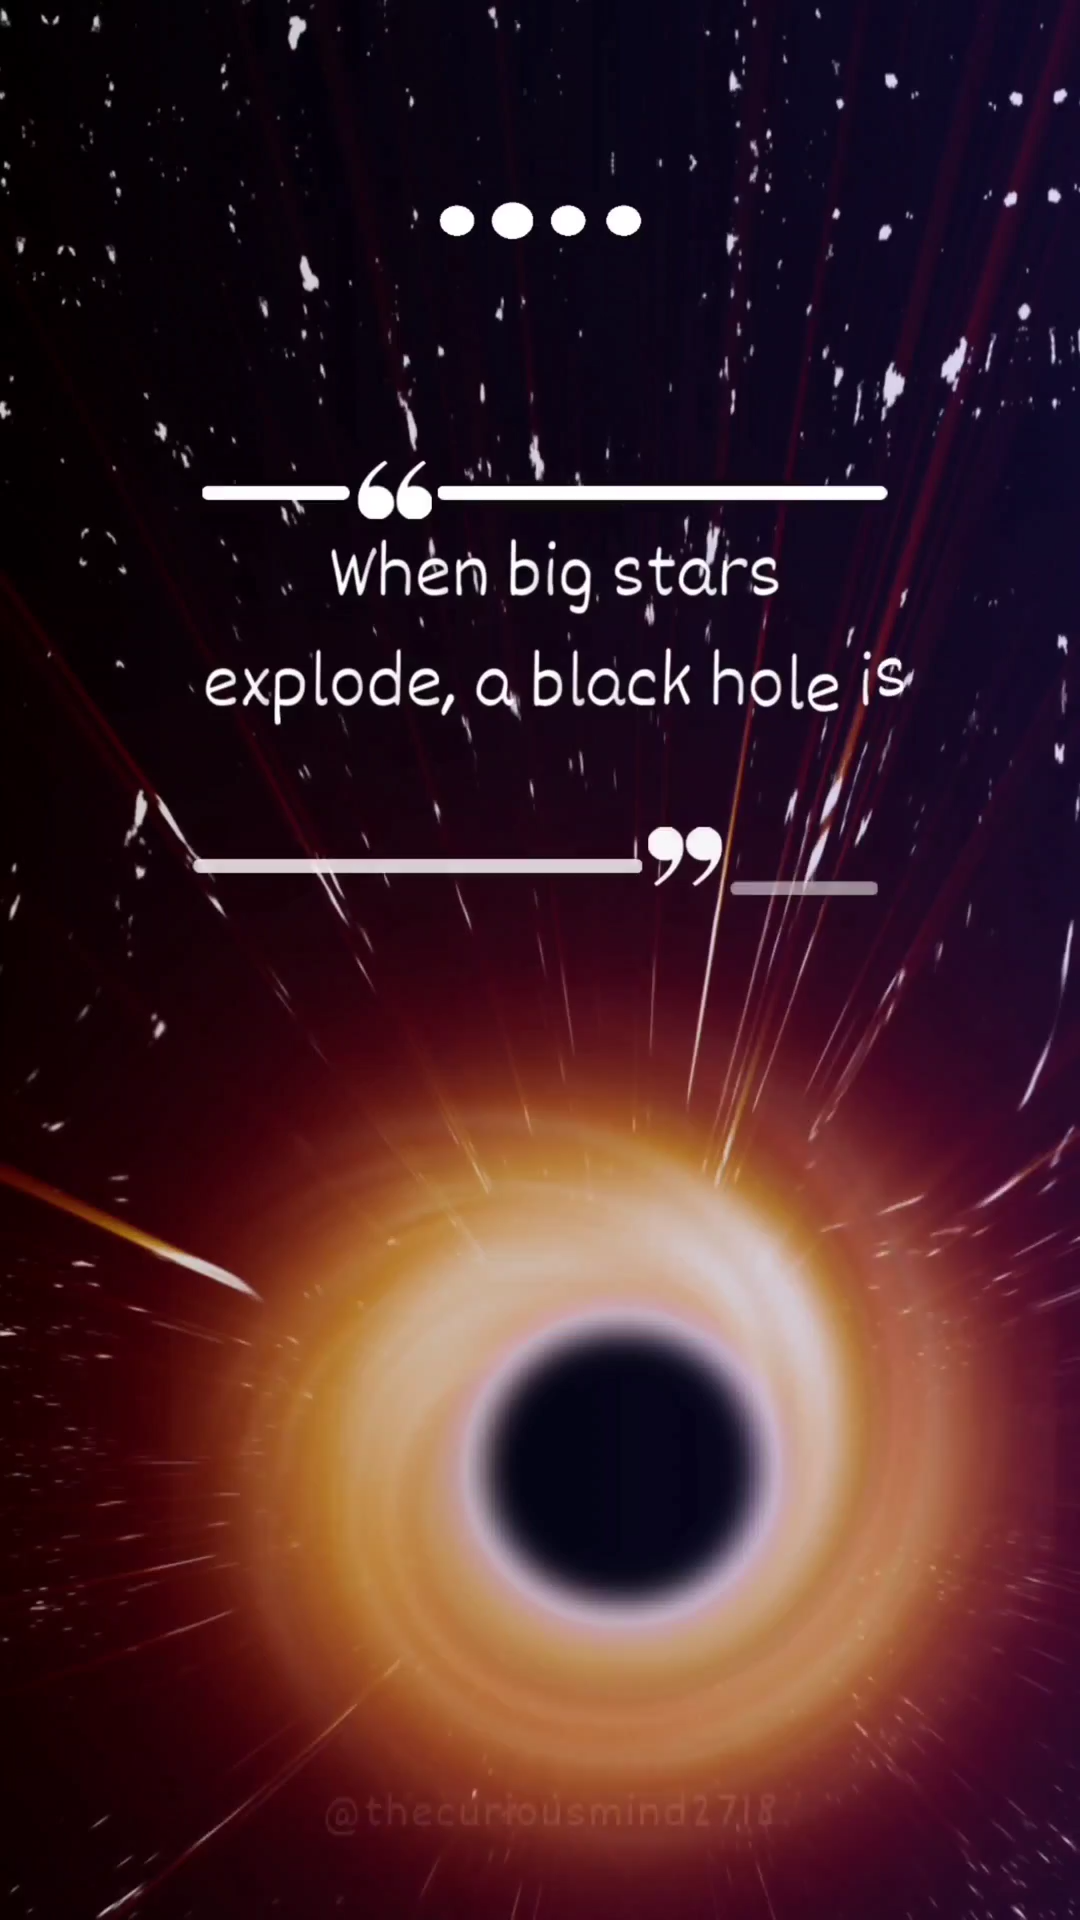 When big stars
explode, a black hole is
@thecuriousmind2718